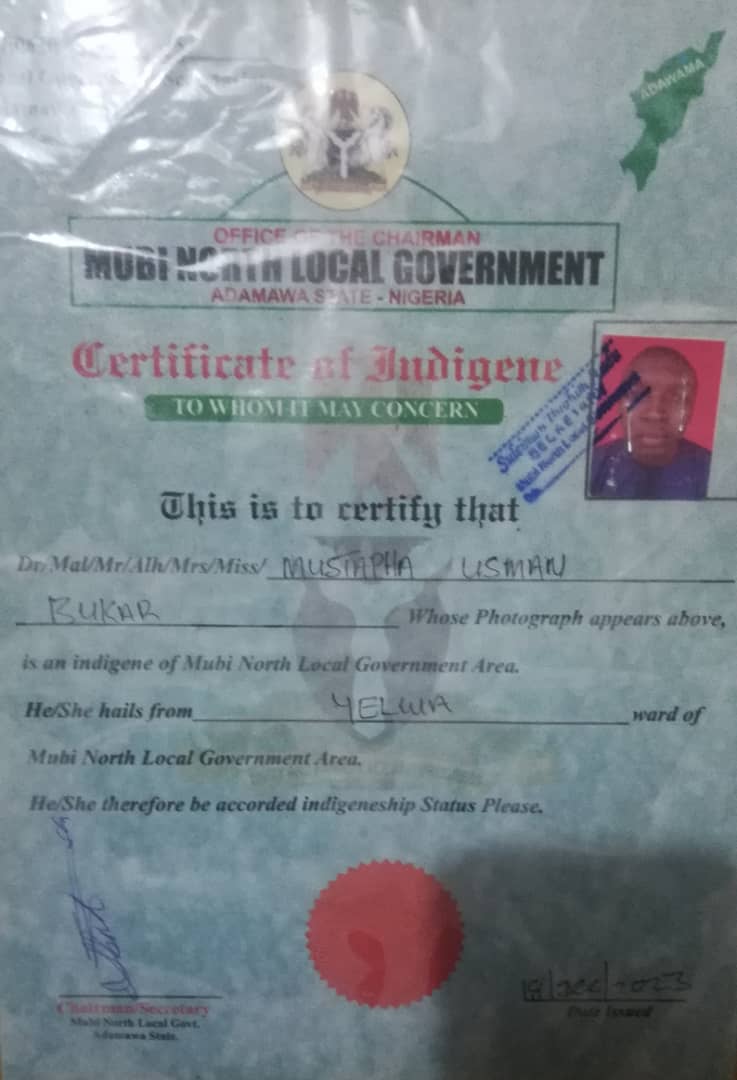 ADAWAMA
OFFICE OF THE CHAIRMAN
MUBI NORTH LOCAL GOVERNMENT
ADAMAWA STATE - NIGERIA
Certificate of Indigene
TO WHOM IT MAY CONCERN
This is to certify that
Dr/Mal/Mr/Alh/Mrs/Miss/ MUSTAPHA USMAN
BUKAR Whose Photograph appears above,
is an indigene of Mubi North Local Government Area.
He/She hails from YELWA ward of
Mubi North Local Government Area.
He/She therefore be accorded indigeneship Status Please.
Chairman/Secretary
Mubi North Local Govt.
Adamawa State.
Date Issued